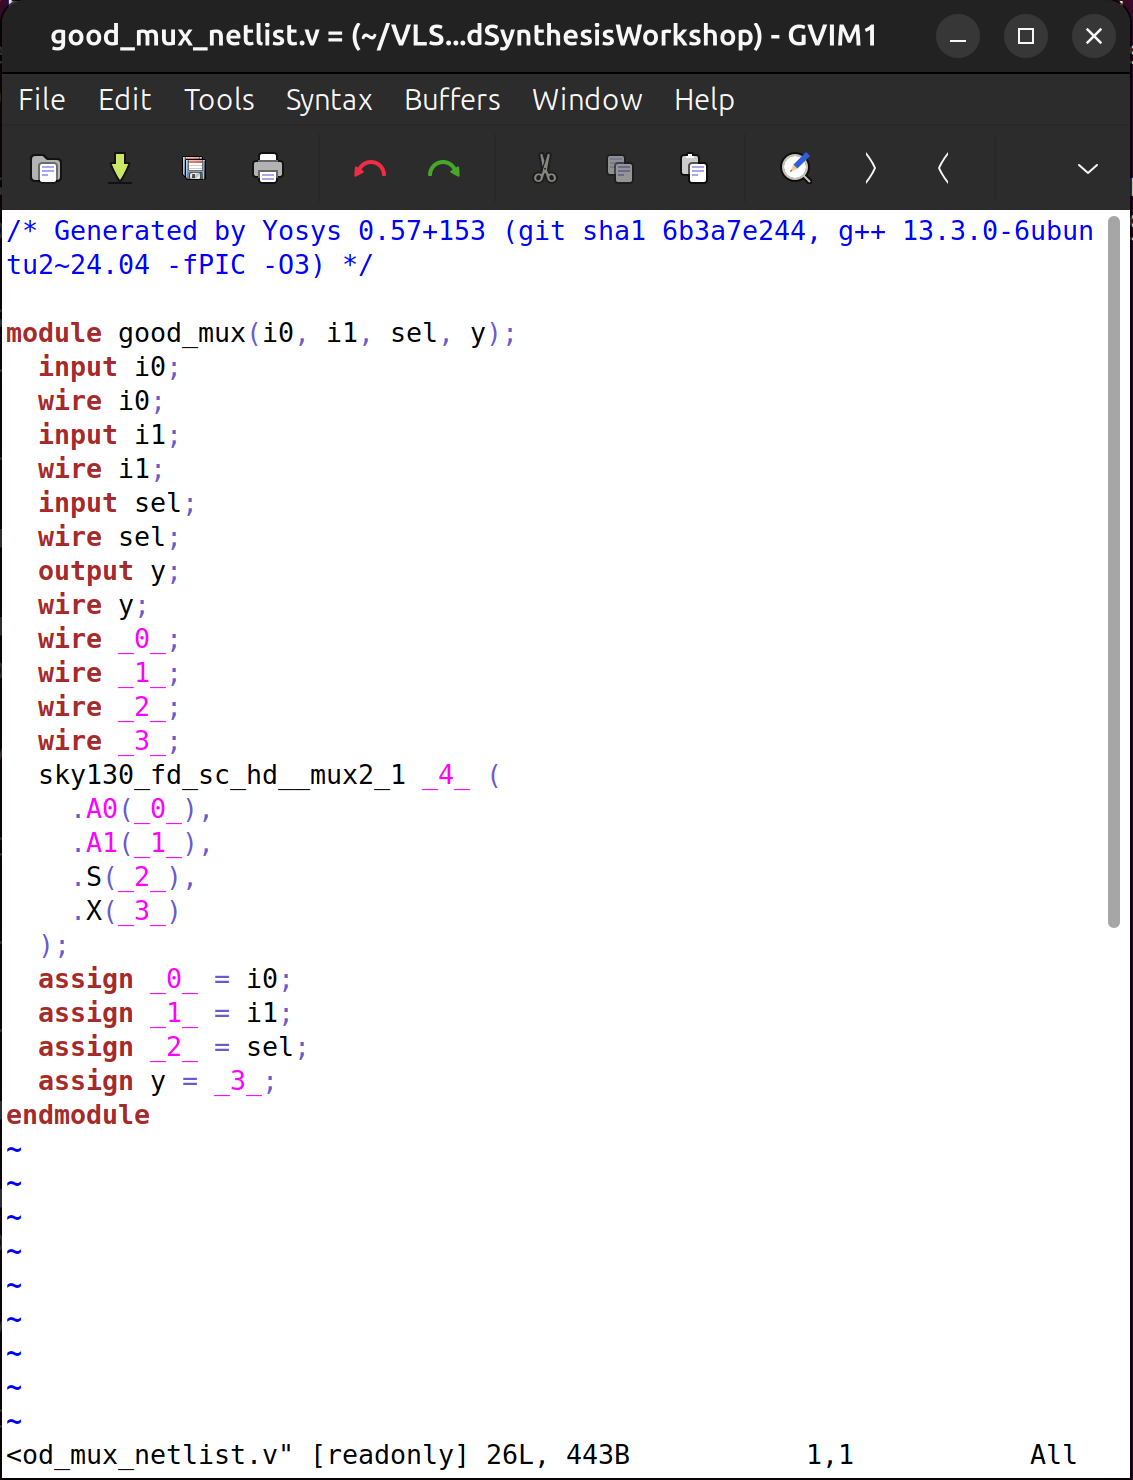 good_mux_netlist.v = (~/VLS...dSynthesisWorkshop) - GVIM1
File Edit Tools Syntax Buffers Window Help
/* Generated by Yosys 0.57+153 (git sha1 6b3a7e244, g++ 13.3.0-6ubun
tu2~24.04 -fPIC -O3) */

module good_mux(i0, i1, sel, y);
  input i0;
  wire i0;
  input i1;
  wire i1;
  input sel;
  wire sel;
  output y;
  wire y;
  wire _0_;
  wire _1_;
  wire _2_;
  wire _3_;
  sky130_fd_sc_hd__mux2_1 _4_ (
    .A0(_0_),
    .A1(_1_),
    .S(_2_),
    .X(_3_)
  );
  assign _0_ = i0;
  assign _1_ = i1;
  assign _2_ = sel;
  assign y = _3_;
endmodule
~
~
~
~
~
~
~
~
~
<od_mux_netlist.v" [readonly] 26L, 443B 1,1 All